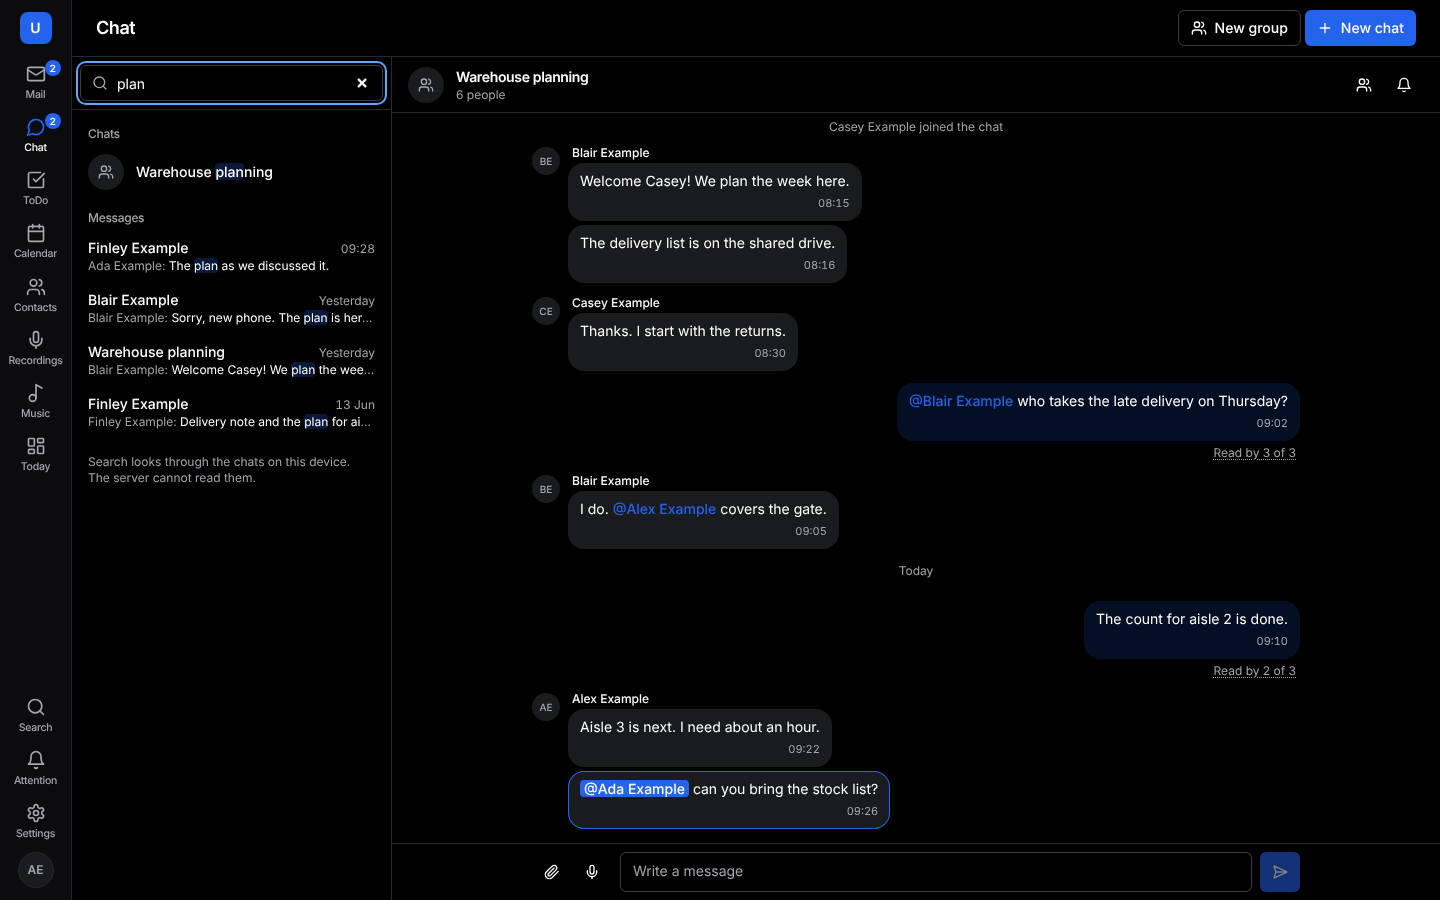 U
Chat
New group
New chat
2
Mail
2
Chat
ToDo
Calendar
Contacts
Recordings
Music
Today
Search
Attention
Settings
AE
plan
Chats
Warehouse planning
Messages
Finley Example 09:28
Ada Example: The plan as we discussed it.
Blair Example Yesterday
Blair Example: Sorry, new phone. The plan is her...
Warehouse planning Yesterday
Blair Example: Welcome Casey! We plan the wee...
Finley Example 13 Jun
Finley Example: Delivery note and the plan for ai...
Search looks through the chats on this device.
The server cannot read them.
Warehouse planning
6 people
Casey Example joined the chat
Blair Example
BE
Welcome Casey! We plan the week here.
08:15
The delivery list is on the shared drive.
08:16
Casey Example
CE
Thanks. I start with the returns.
08:30
@Blair Example who takes the late delivery on Thursday?
09:02
Read by 3 of 3
Blair Example
BE
I do. @Alex Example covers the gate.
09:05
Today
The count for aisle 2 is done.
09:10
Read by 2 of 3
Alex Example
AE
Aisle 3 is next. I need about an hour.
09:22
@Ada Example can you bring the stock list?
09:26
Write a message